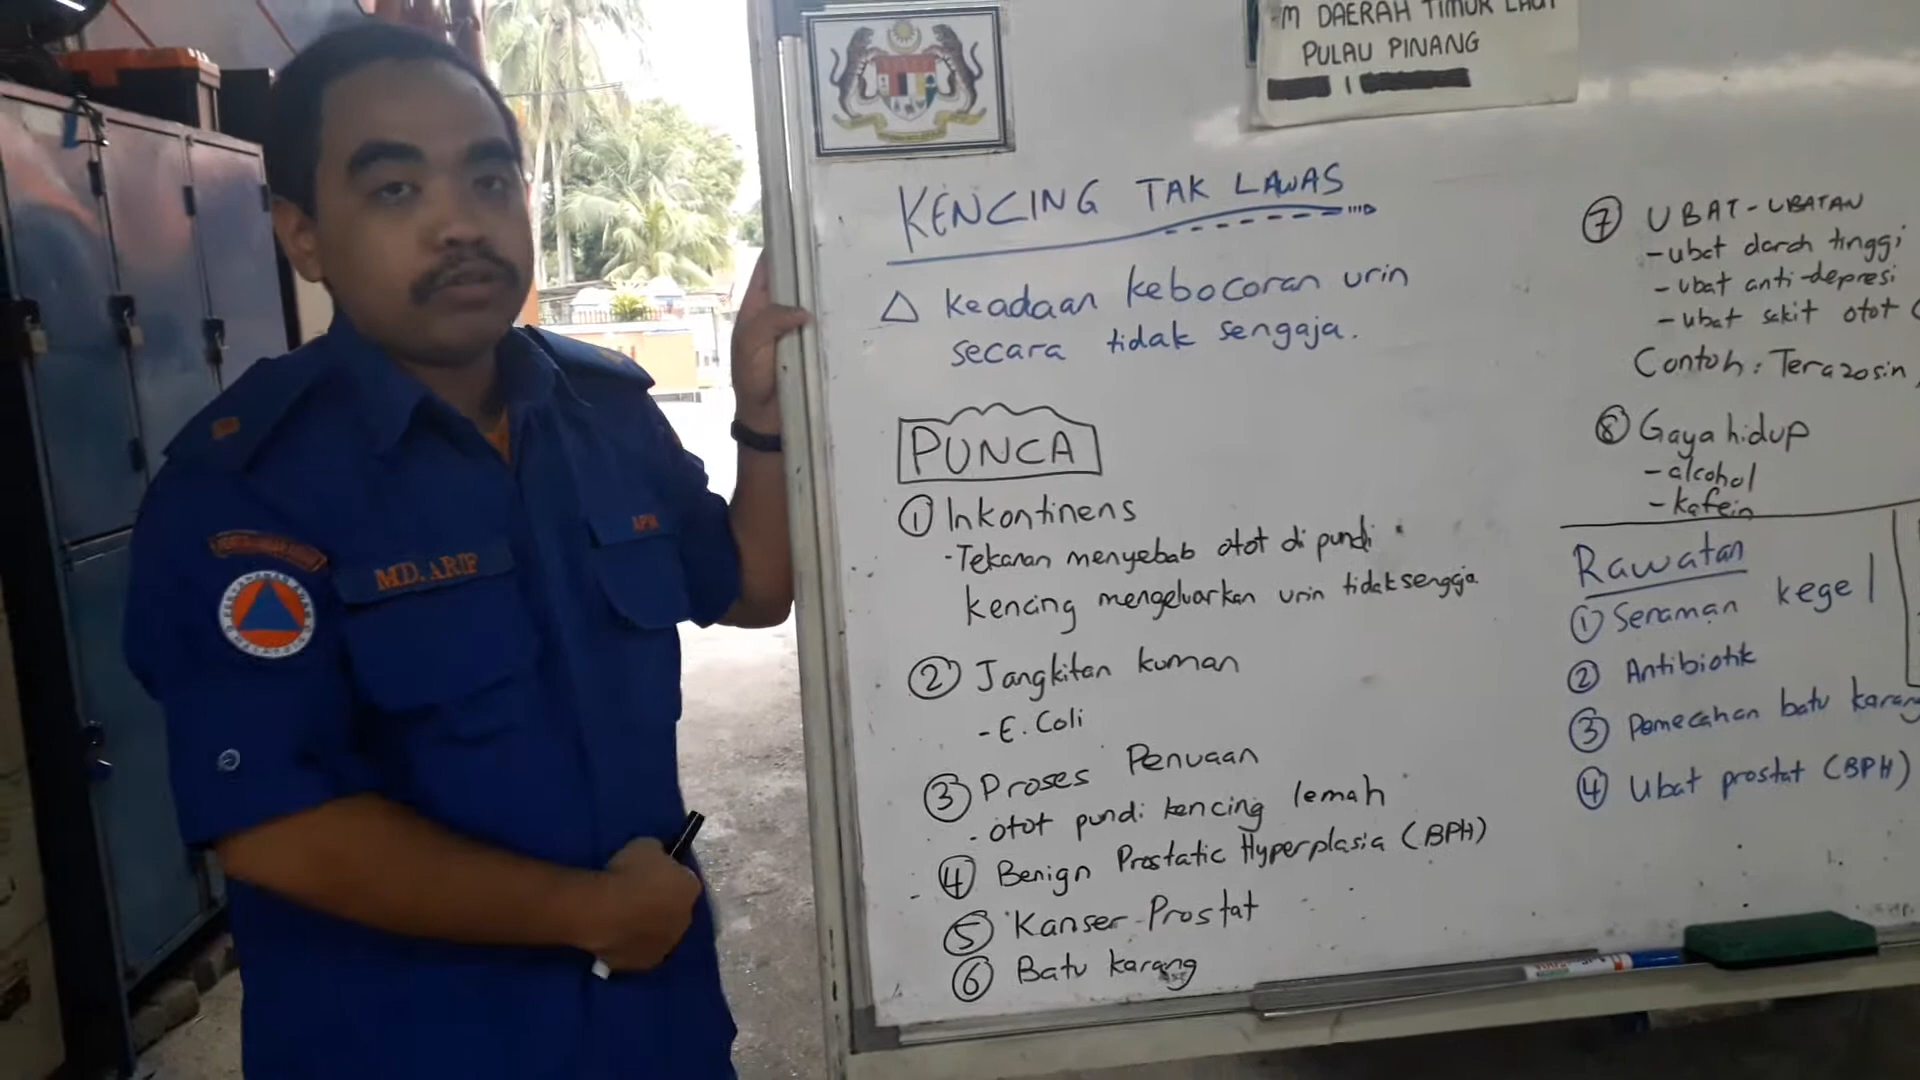 M DAERAH TIMUR LAUT
PULAU PINANG
KENCING TAK LAWAS
△ Keadaan kebocoran urin
secara tidak sengaja.
PUNCA
① Inkontinens
- Tekanan menyebab otot di pundi
kencing mengeluarkan urin tidak sengaja
② Jangkitan kuman
- E. Coli
③ Proses Penuaan
- otot pundi kencing lemah
④ Benign Prostatic Hyperplasia (BPH)
⑤ Kanser Prostat
⑥ Batu karang
⑦ UBAT-UBATAN
- ubat darah tinggi
- ubat anti-depresi
- ubat sakit otot (
Contoh: Terazosin,
⑧ Gaya hidup
- alcohol
- kafein
Rawatan
① Senaman kegel
② Antibiotik
③ Pemecahan batu karang
④ Ubat prostat (BPH)
MD. ARIF
APM